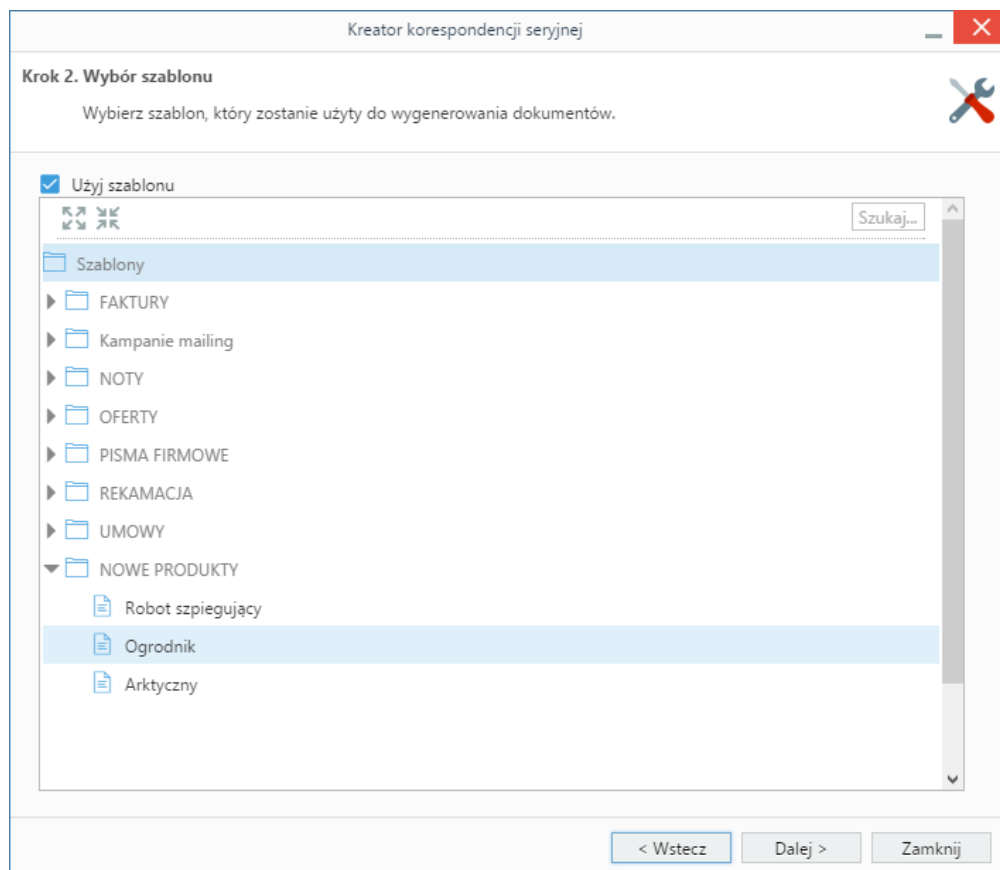 Kreator korespondencji seryjnej
Krok 2. Wybór szablonu
Wybierz szablon, który zostanie użyty do wygenerowania dokumentów.
Użyj szablonu
Szukaj...
Szablony
FAKTURY
Kampanie mailing
NOTY
OFERTY
PISMA FIRMOWE
REKAMACJA
UMOWY
NOWE PRODUKTY
Robot szpiegujący
Ogrodnik
Arktyczny
< Wstecz Dalej > Zamknij